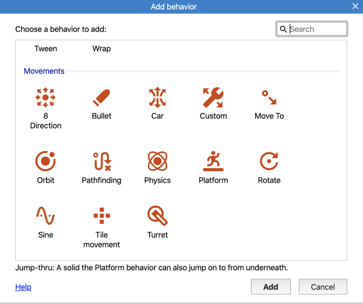 Add behavior
Choose a behavior to add:
Search
Tween Wrap
Movements
8 Direction Bullet Car Custom Move To
Orbit Pathfinding Physics Platform Rotate
Sine Tile movement Turret
Jump-thru: A solid the Platform behavior can also jump on to from underneath.
Help Add Cancel